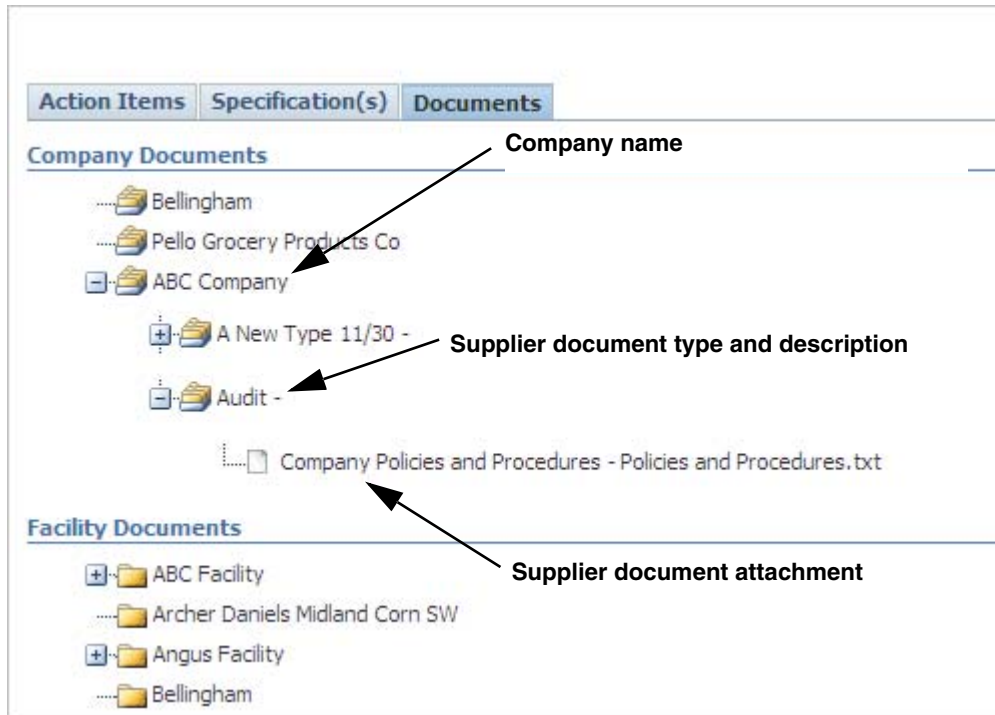 Action Items Specification(s) Documents
Company name
Company Documents
Bellingham
Pello Grocery Products Co
ABC Company
A New Type 11/30 -
Supplier document type and description
Audit -
Company Policies and Procedures - Policies and Procedures.txt
Facility Documents
ABC Facility
Supplier document attachment
Archer Daniels Midland Corn SW
Angus Facility
Bellingham